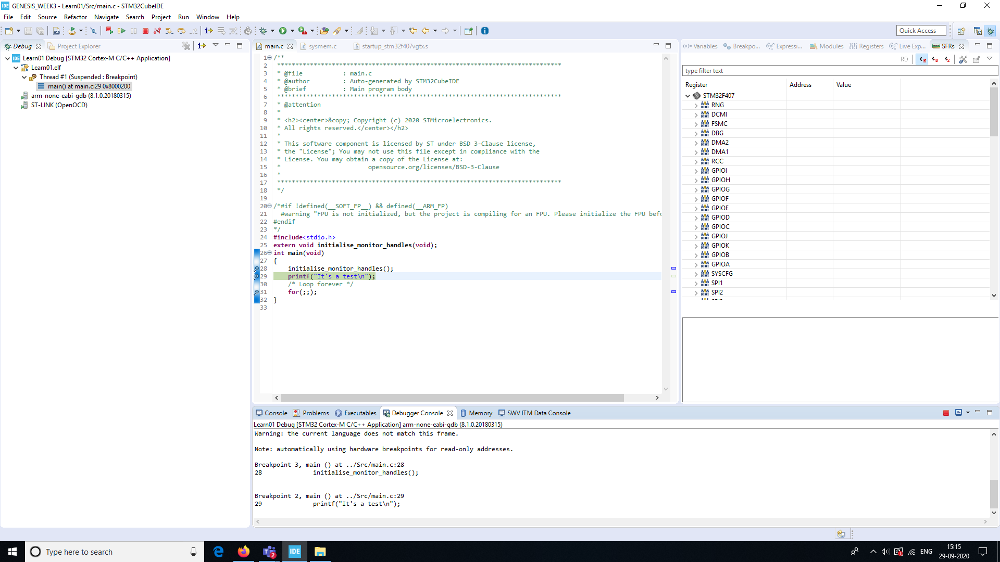 GENESIS_WEEK3 - Learn01/Src/main.c - STM32CubeIDE
File Edit Source Refactor Navigate Search Project Run Window Help
Quick Access
Debug Project Explorer
Learn01 Debug [STM32 Cortex-M C/C++ Application]
Learn01.elf
Thread #1 (Suspended : Breakpoint)
main() at main.c:29 0x8000200
arm-none-eabi-gdb (8.1.0.20180315)
ST-LINK (OpenOCD)
main.c sysmem.c startup_stm32f407vgtx.s
1 /**
2 ******************************************************************************
3 * @file : main.c
4 * @author : Auto-generated by STM32CubeIDE
5 * @brief : Main program body
6 ******************************************************************************
7 * @attention
8 *
9 * <h2><center>&copy; Copyright (c) 2020 STMicroelectronics.
10 * All rights reserved.</center></h2>
11 *
12 * This software component is licensed by ST under BSD 3-Clause license,
13 * the "License"; You may not use this file except in compliance with the
14 * License. You may obtain a copy of the License at:
15 * opensource.org/licenses/BSD-3-Clause
16 *
17 ******************************************************************************
18 */
19
20 /*#if !defined(__SOFT_FP__) && defined(__ARM_FP)
21 #warning "FPU is not initialized, but the project is compiling for an FPU. Please initialize the FPU befo
22 #endif
23 */
24 #include<stdio.h>
25 extern void initialise_monitor_handles(void);
26 int main(void)
27 {
28 initialise_monitor_handles();
29 printf("It's a test\n");
30 /* Loop forever */
31 for(;;);
32 }
33
(x)= Variables Breakpo... Expressi... Modules Registers Live Exp... SFRs
RD X16 X10 X2
type filter text
Register Address Value
STM32F407
RNG
DCMI
FSMC
DBG
DMA2
DMA1
RCC
GPIOI
GPIOH
GPIOG
GPIOF
GPIOE
GPIOD
GPIOC
GPIOJ
GPIOK
GPIOB
GPIOA
SYSCFG
SPI1
SPI2
Console Problems Executables Debugger Console Memory SWV ITM Data Console
Learn01 Debug [STM32 Cortex-M C/C++ Application] arm-none-eabi-gdb (8.1.0.20180315)
Warning: the current language does not match this frame.
Note: automatically using hardware breakpoints for read-only addresses.
Breakpoint 3, main () at ../Src/main.c:28
28 initialise_monitor_handles();
Breakpoint 2, main () at ../Src/main.c:29
29 printf("It's a test\n");
Type here to search
IDE
ENG
15:15
29-09-2020